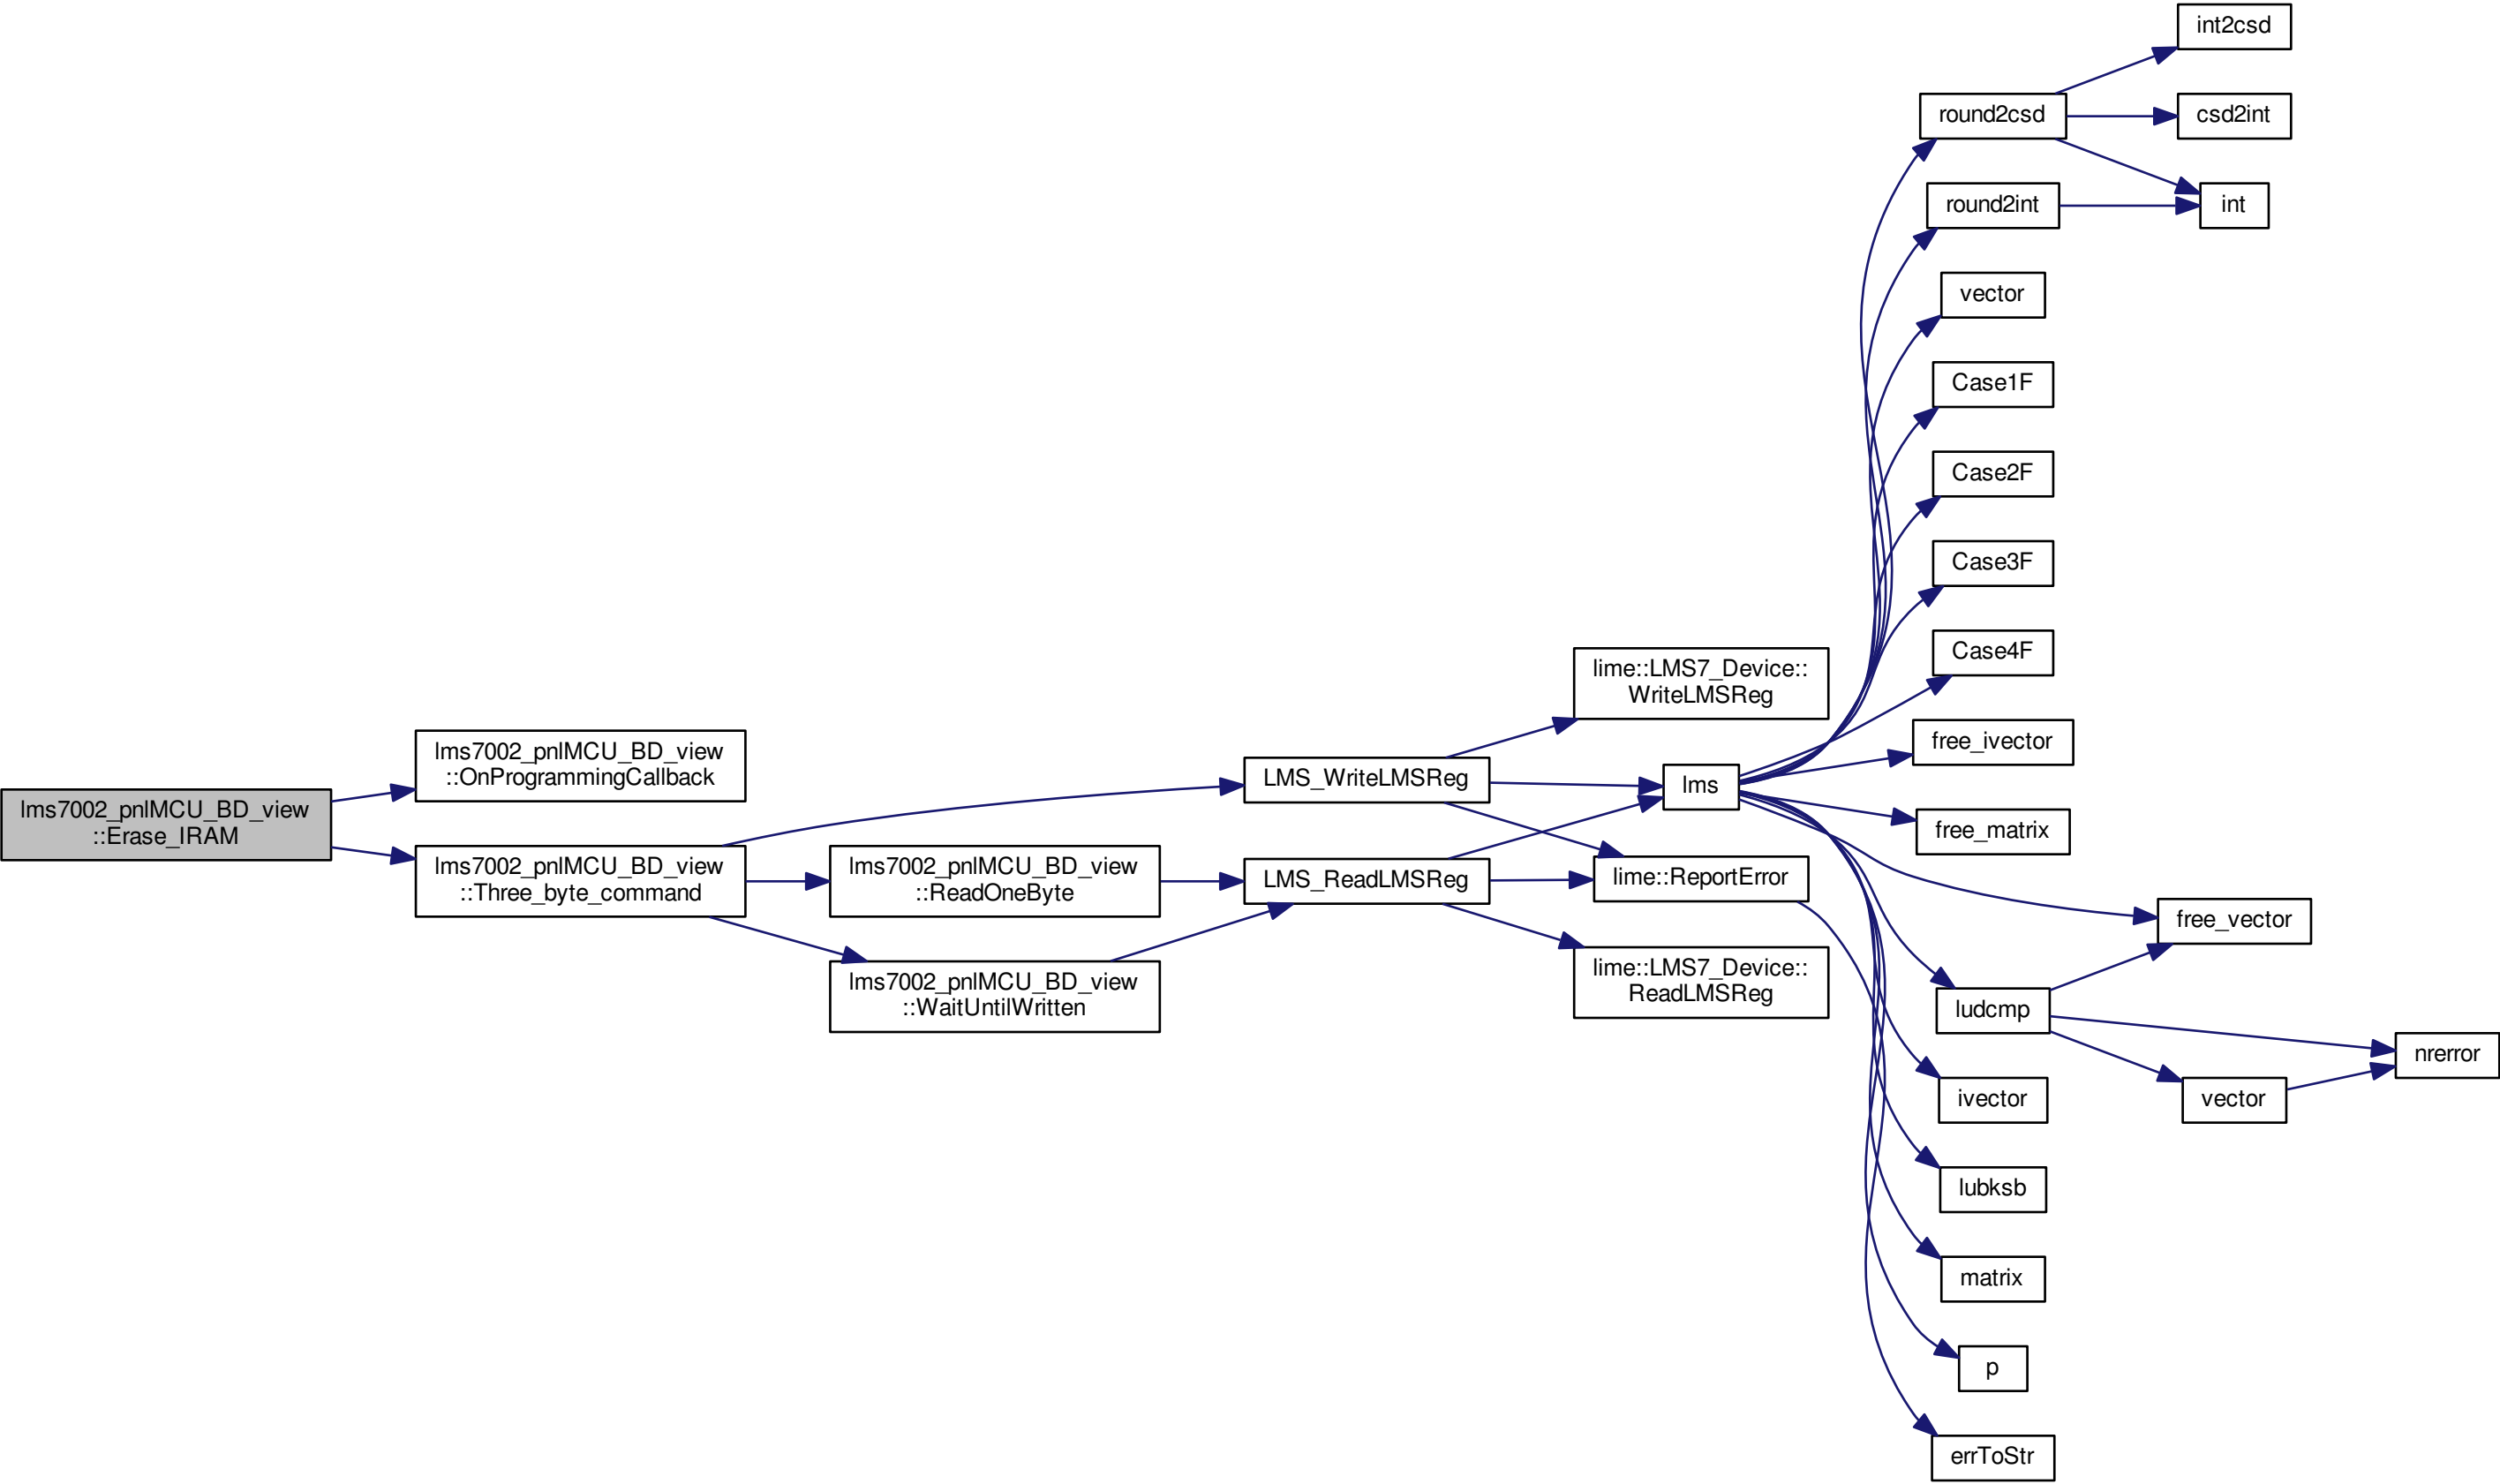 lms7002_pnlMCU_BD_view
::Erase_IRAM
lms7002_pnlMCU_BD_view
::OnProgrammingCallback
lms7002_pnlMCU_BD_view
::Three_byte_command
lms7002_pnlMCU_BD_view
::ReadOneByte
lms7002_pnlMCU_BD_view
::WaitUntilWritten
LMS_WriteLMSReg
LMS_ReadLMSReg
lime::LMS7_Device::
WriteLMSReg
lms
lime::ReportError
lime::LMS7_Device::
ReadLMSReg
round2csd
round2int
vector
Case1F
Case2F
Case3F
Case4F
free_ivector
free_matrix
ludcmp
ivector
lubksb
matrix
p
errToStr
int2csd
csd2int
int
free_vector
vector
nrerror